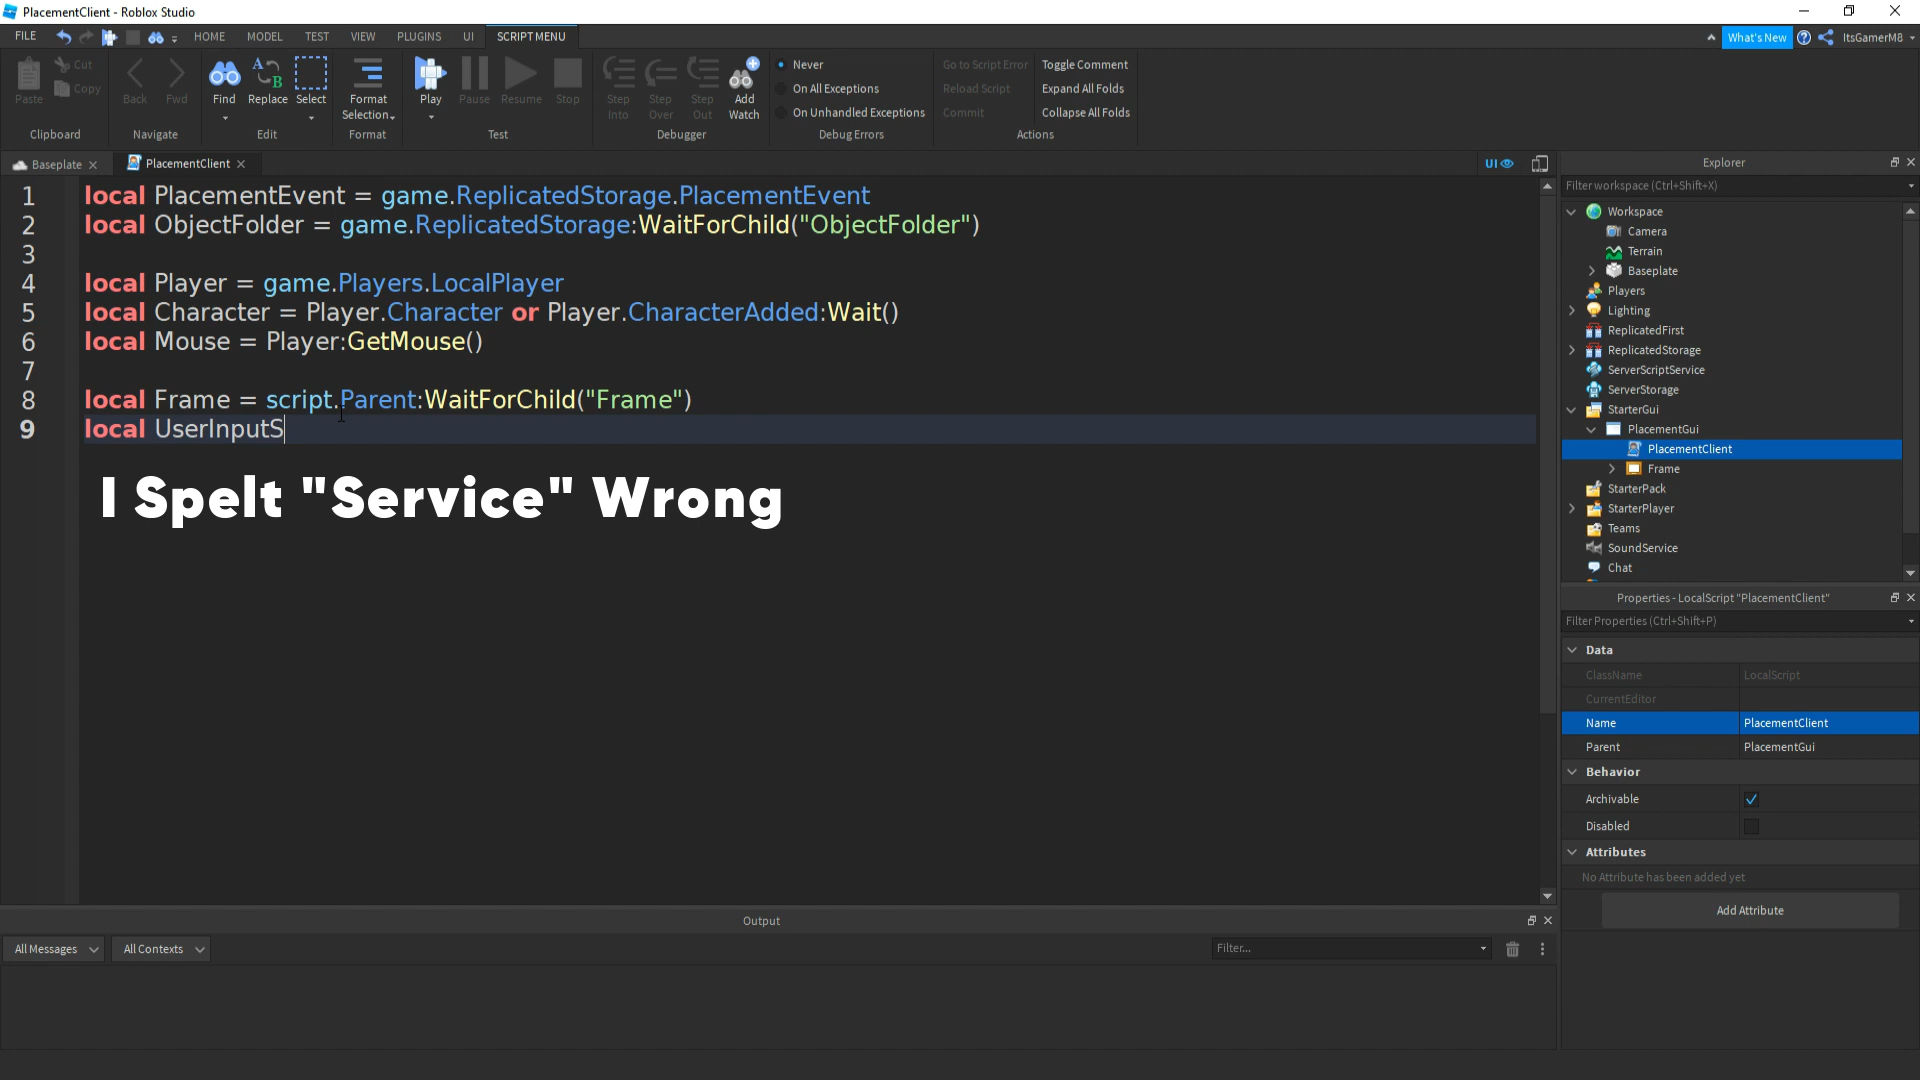 PlacementClient - Roblox Studio
FILE HOME MODEL TEST VIEW PLUGINS UI SCRIPT MENU What's New ItsGamerM8
Paste
Cut
Copy
Clipboard
Back Fwd
Navigate
Find Replace Select
Edit
Format
Selection
Format
Play Pause Resume Stop
Test
Step
Into
Step
Over
Step
Out
Add
Watch
Debugger
Never
On All Exceptions
On Unhandled Exceptions
Debug Errors
Go to Script Error
Reload Script
Commit
Toggle Comment
Expand All Folds
Collapse All Folds
Actions
Baseplate PlacementClient UI
1 local PlacementEvent = game.ReplicatedStorage.PlacementEvent
2 local ObjectFolder = game.ReplicatedStorage:WaitForChild("ObjectFolder")
3
4 local Player = game.Players.LocalPlayer
5 local Character = Player.Character or Player.CharacterAdded:Wait()
6 local Mouse = Player:GetMouse()
7
8 local Frame = script.Parent:WaitForChild("Frame")
9 local UserInputS
I Spelt "Service" Wrong
Explorer
Filter workspace (Ctrl+Shift+X)
Workspace
Camera
Terrain
Baseplate
Players
Lighting
ReplicatedFirst
ReplicatedStorage
ServerScriptService
ServerStorage
StarterGui
PlacementGui
PlacementClient
Frame
StarterPack
StarterPlayer
Teams
SoundService
Chat
Properties - LocalScript "PlacementClient"
Filter Properties (Ctrl+Shift+P)
Data
ClassName LocalScript
CurrentEditor
Name PlacementClient
Parent PlacementGui
Behavior
Archivable
Disabled
Attributes
No Attribute has been added yet
Add Attribute
Output
All Messages All Contexts Filter...